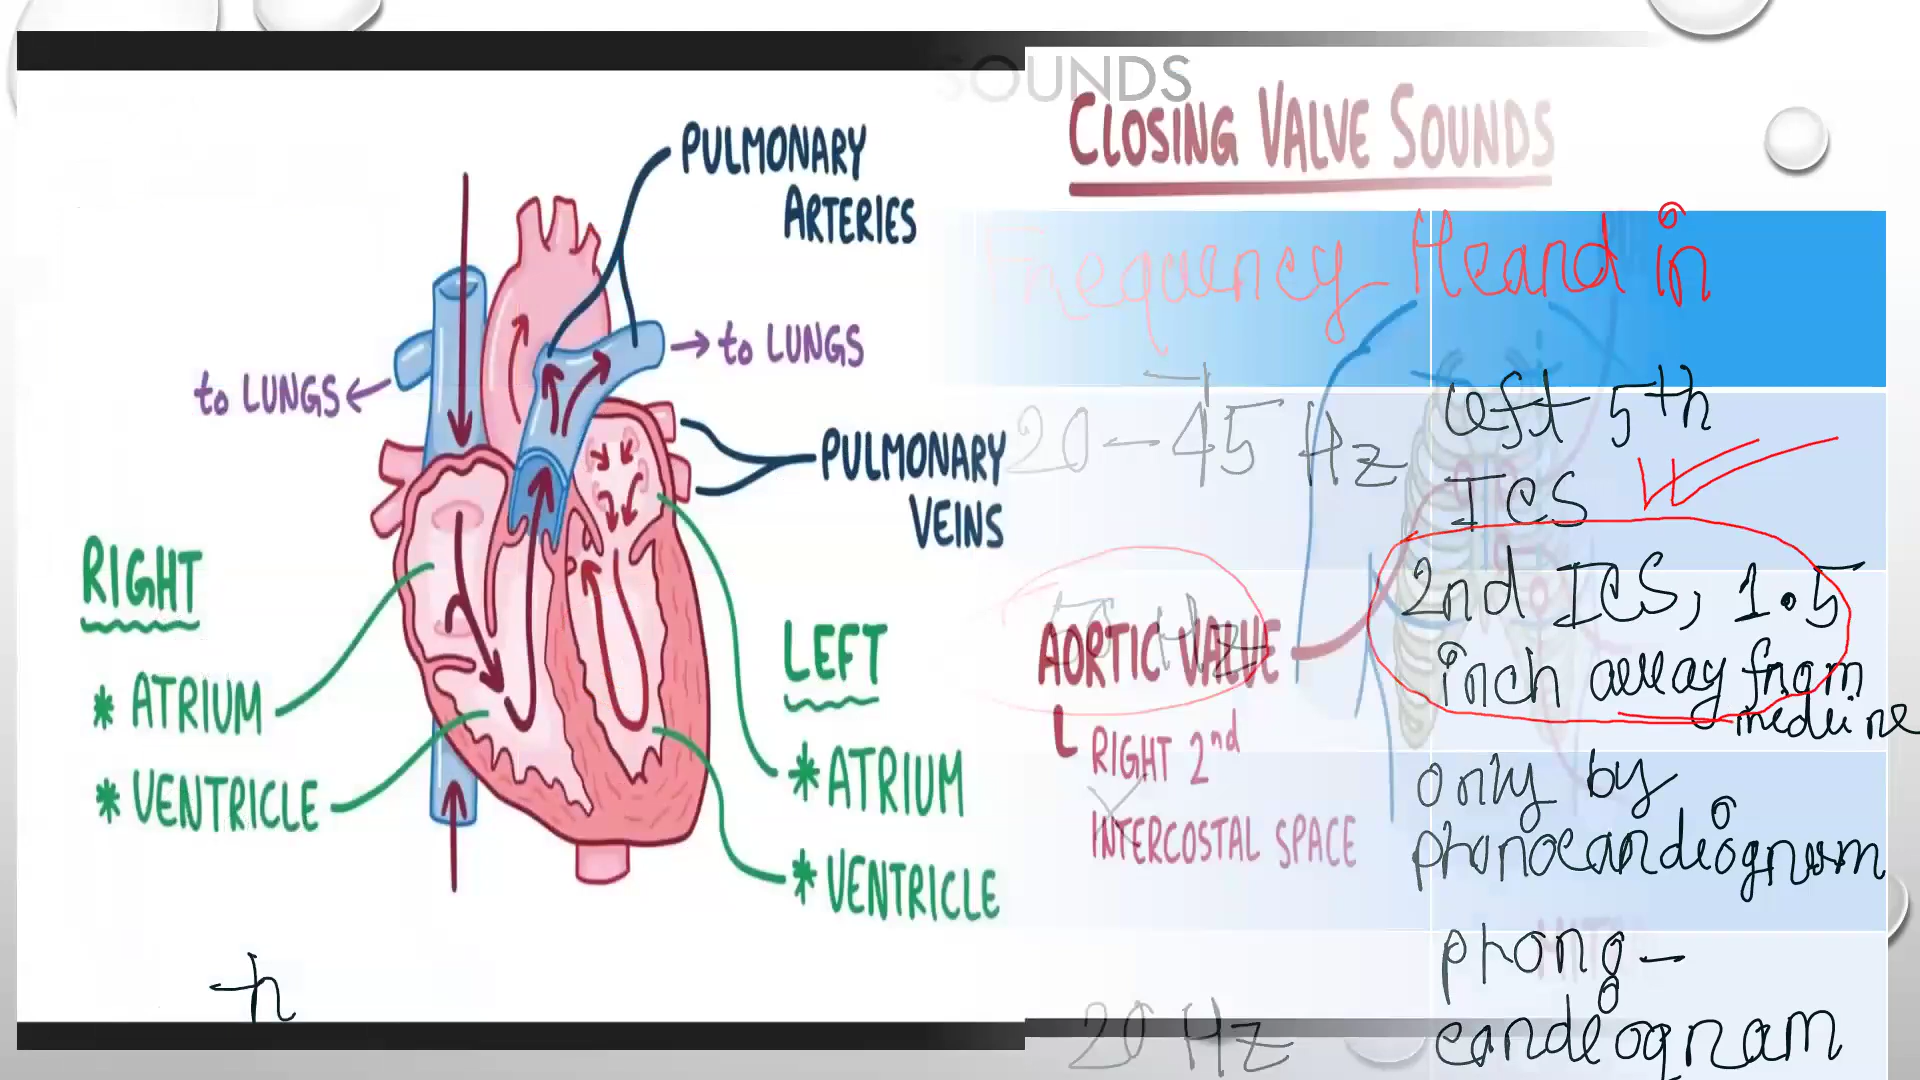 SOUNDS
CLOSING VALVE SOUNDS
PULMONARY
ARTERIES
Frequency Heard in
to LUNGS
to LUNGS
left 5th
20-45 Hz
ICS
PULMONARY
VEINS
RIGHT
2nd ICS, 1.5
inch away from
AORTIC VALVE
Hz
LEFT
* ATRIUM
RIGHT 2nd
INTERCOSTAL SPACE
* ATRIUM
* VENTRICLE
* VENTRICLE
only by
phonocardiogram
phono-
cardiogram
20 Hz